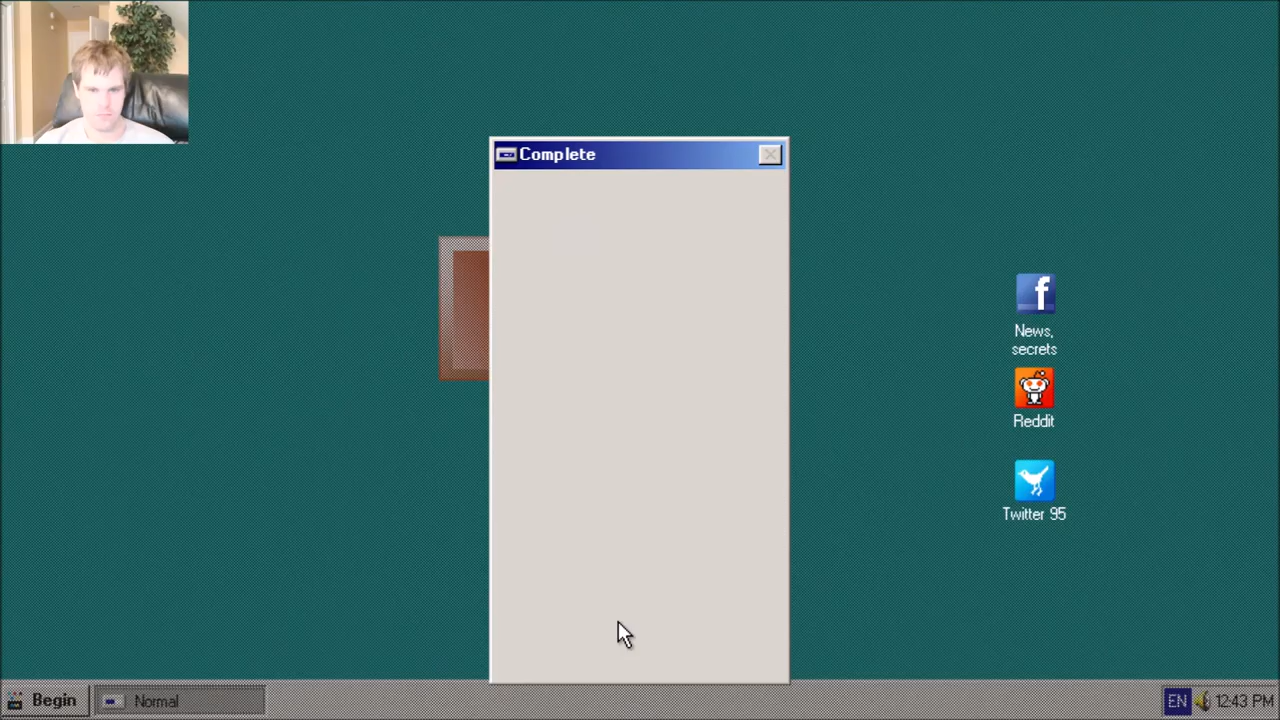 Complete
News,
secrets
Reddit
Twitter 95
Begin
Normal
EN
12:43 PM